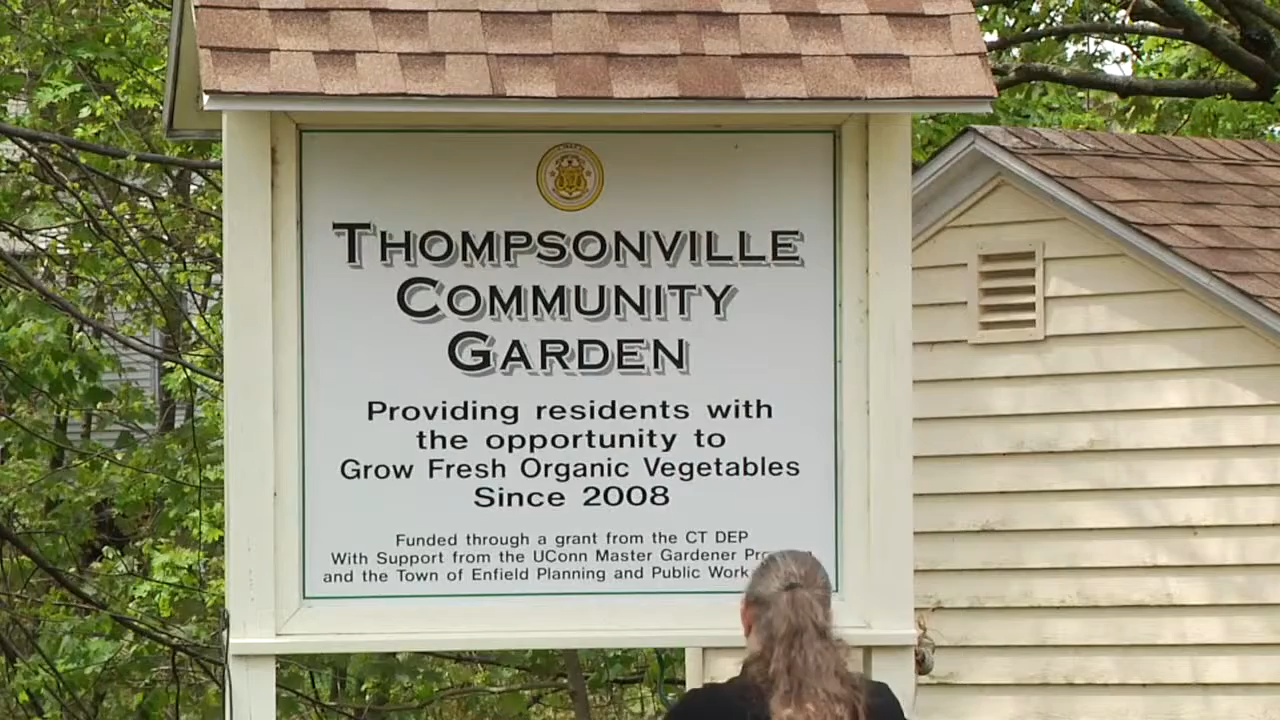 THOMPSONVILLE
COMMUNITY
GARDEN
Providing residents with
the opportunity to
Grow Fresh Organic Vegetables
Since 2008
Funded through a grant from the CT DEP
With Support from the UConn Master Gardener
and the Town of Enfield Planning and Public